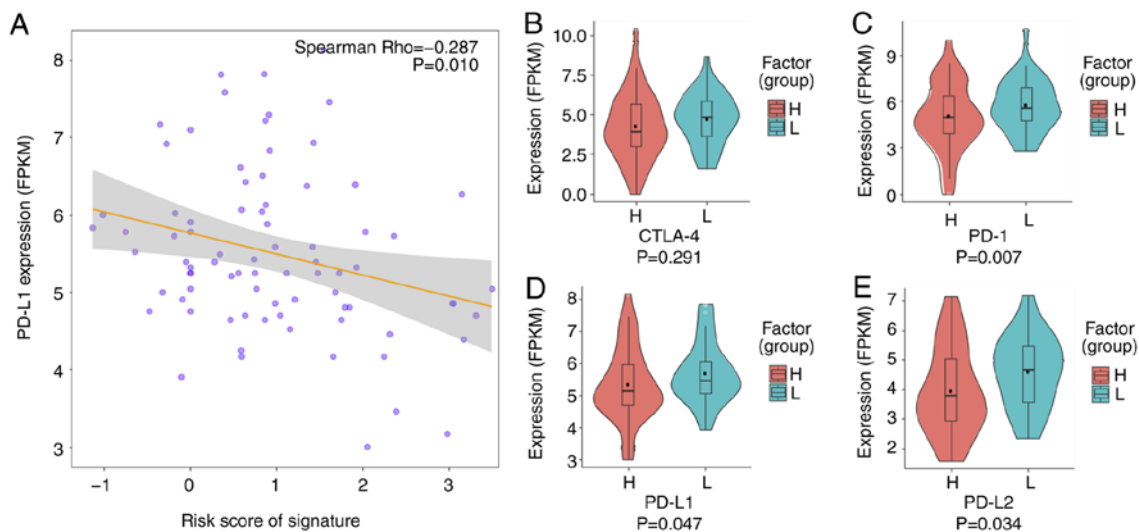 A
Spearman Rho=−0.287
P=0.010
PD-L1 expression (FPKM)
8
7
6
5
4
3
−1
0
1
2
3
Risk score of signature
B
Expression (FPKM)
10.0
7.5
5.0
2.5
0.0
H
L
CTLA-4
P=0.291
Factor
(group)
H
L
C
Expression (FPKM)
9
6
3
0
H
L
PD-1
P=0.007
Factor
(group)
H
L
D
Expression (FPKM)
8
7
6
5
4
3
H
L
PD-L1
P=0.047
Factor
(group)
H
L
E
Expression (FPKM)
7
6
5
4
3
2
H
L
PD-L2
P=0.034
Factor
(group)
H
L